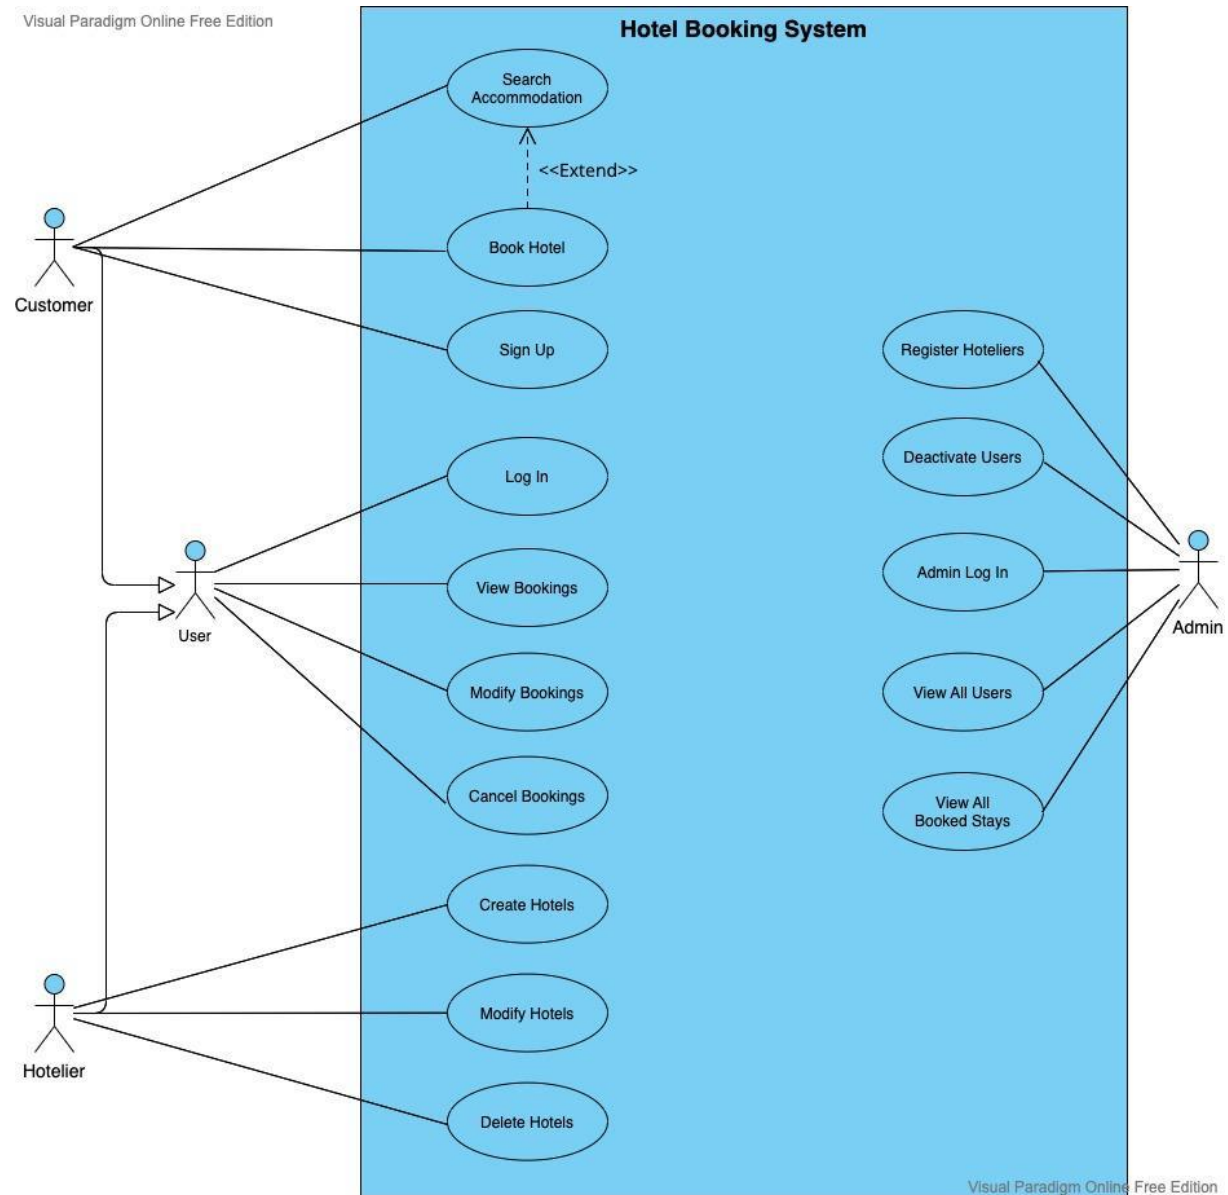 Visual Paradigm Online Free Edition
Hotel Booking System
Search
Accommodation
<<Extend>>
Book Hotel
Customer
Sign Up
Register Hoteliers
Deactivate Users
Log In
Admin Log In
View Bookings
Admin
User
Modify Bookings
View All Users
Cancel Bookings
View All
Booked Stays
Create Hotels
Modify Hotels
Hotelier
Delete Hotels
Visual Paradigm Online Free Edition